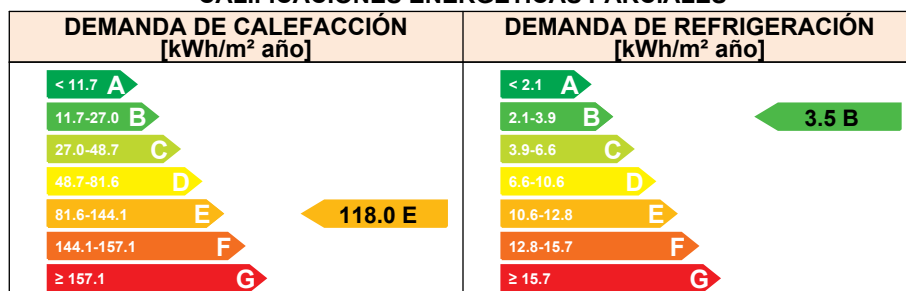 CALIFICACIONES ENERGÉTICAS PARCIALES
DEMANDA DE CALEFACCIÓN
[kWh/m² año]
< 11.7 A
11.7-27.0 B
27.0-48.7 C
48.7-81.6 D
81.6-144.1 E
118.0 E
144.1-157.1 F
≥ 157.1 G
DEMANDA DE REFRIGERACIÓN
[kWh/m² año]
< 2.1 A
2.1-3.9 B
3.5 B
3.9-6.6 C
6.6-10.6 D
10.6-12.8 E
12.8-15.7 F
≥ 15.7 G